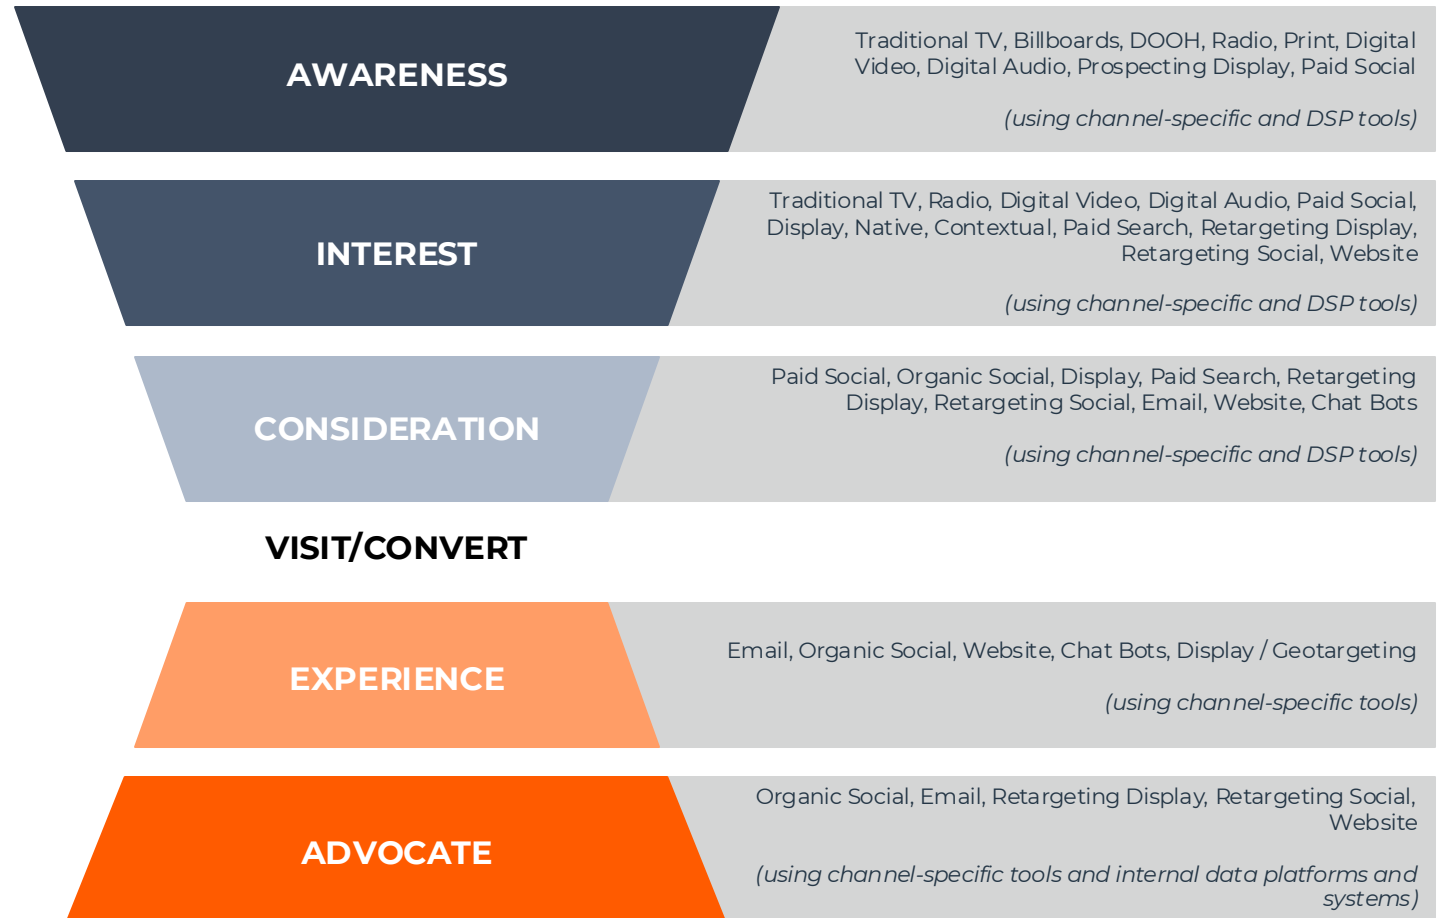 AWARENESS
Traditional TV, Billboards, DOOH, Radio, Print, Digital
Video, Digital Audio, Prospecting Display, Paid Social
(using channel-specific and DSP tools)
INTEREST
Traditional TV, Radio, Digital Video, Digital Audio, Paid Social,
Display, Native, Contextual, Paid Search, Retargeting Display,
Retargeting Social, Website
(using channel-specific and DSP tools)
CONSIDERATION
Paid Social, Organic Social, Display, Paid Search, Retargeting
Display, Retargeting Social, Email, Website, Chat Bots
(using channel-specific and DSP tools)
VISIT/CONVERT
EXPERIENCE
Email, Organic Social, Website, Chat Bots, Display / Geotargeting
(using channel-specific tools)
ADVOCATE
Organic Social, Email, Retargeting Display, Retargeting Social,
Website
(using channel-specific tools and internal data platforms and
systems)